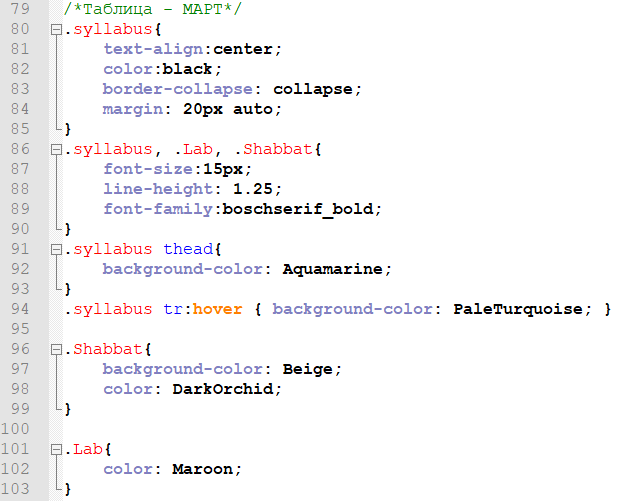 79 /*Таблица - МАРТ*/
80 .syllabus{
81 text-align:center;
82 color:black;
83 border-collapse: collapse;
84 margin: 20px auto;
85 }
86 .syllabus, .Lab, .Shabbat{
87 font-size:15px;
88 line-height: 1.25;
89 font-family:boschserif_bold;
90 }
91 .syllabus thead{
92 background-color: Aquamarine;
93 }
94 .syllabus tr:hover { background-color: PaleTurquoise; }
95
96 .Shabbat{
97 background-color: Beige;
98 color: DarkOrchid;
99 }
100
101 .Lab{
102 color: Maroon;
103 }